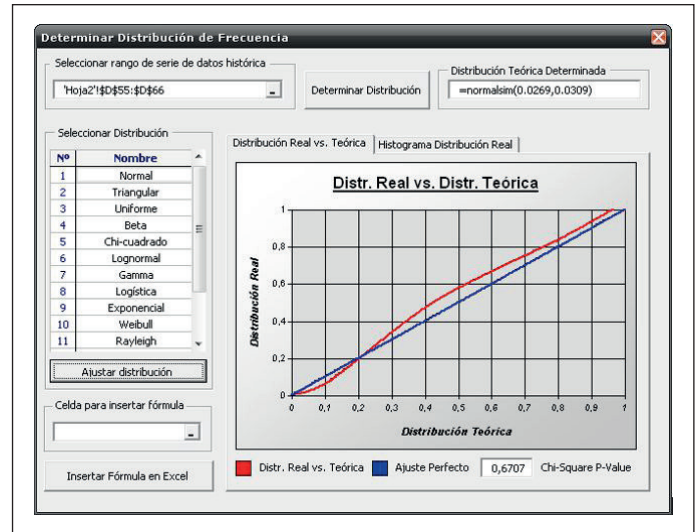 Determinar Distribución de Frecuencia
Seleccionar rango de serie de datos histórica
'Hoja2'!$D$55:$D$66
Determinar Distribución
Distribución Teórica Determinada
=normalsim(0.0269,0.0309)
Seleccionar Distribución
Nº Nombre
1 Normal
2 Triangular
3 Uniforme
4 Beta
5 Chi-cuadrado
6 Lognormal
7 Gamma
8 Logística
9 Exponencial
10 Weibull
11 Rayleigh
Ajustar distribución
Celda para insertar fórmula
Insertar Fórmula en Excel
Distribución Real vs. Teórica Histograma Distribución Real
Distr. Real vs. Distr. Teórica
Distribución Real
1
0,8
0,6
0,4
0,2
0
0 0,1 0,2 0,3 0,4 0,5 0,6 0,7 0,8 0,9 1
Distribución Teórica
Distr. Real vs. Teórica Ajuste Perfecto 0,6707 Chi-Square P-Value